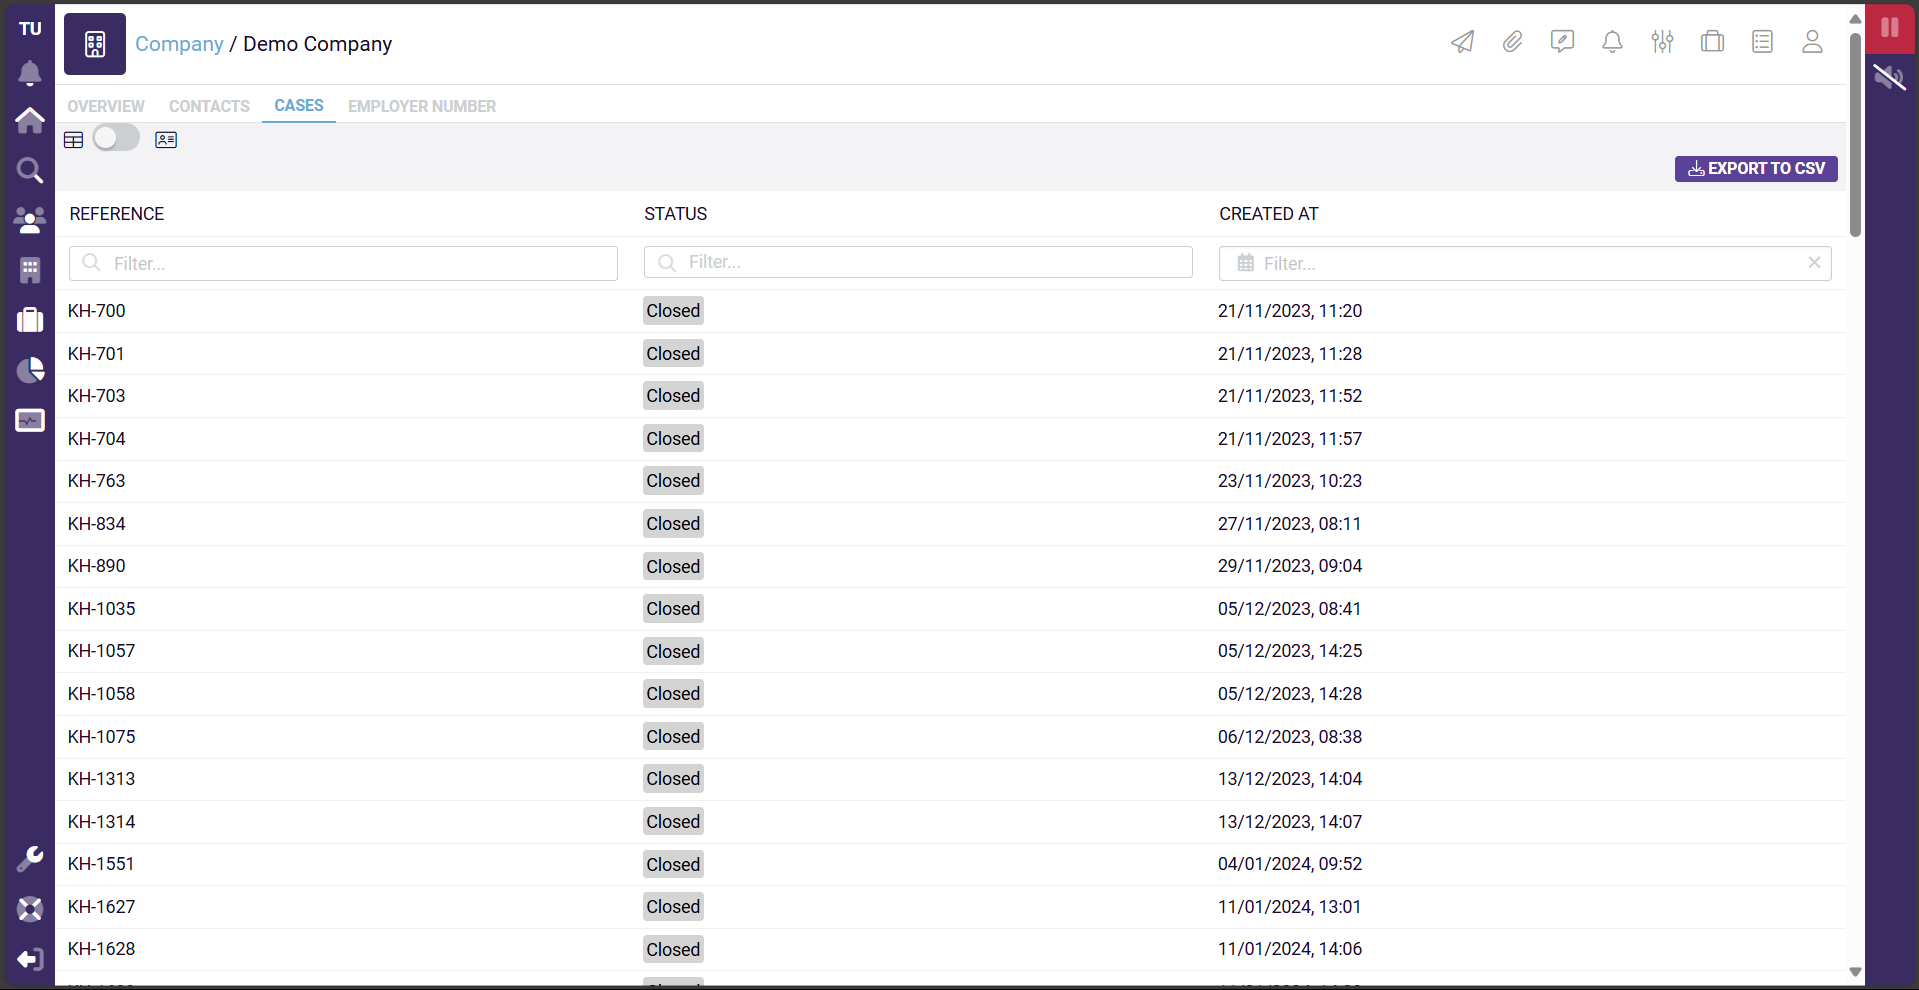 TU
Company / Demo Company
OVERVIEW CONTACTS CASES EMPLOYER NUMBER
EXPORT TO CSV
REFERENCE STATUS CREATED AT
Filter... Filter... Filter...
KH-700 Closed 21/11/2023, 11:20
KH-701 Closed 21/11/2023, 11:28
KH-703 Closed 21/11/2023, 11:52
KH-704 Closed 21/11/2023, 11:57
KH-763 Closed 23/11/2023, 10:23
KH-834 Closed 27/11/2023, 08:11
KH-890 Closed 29/11/2023, 09:04
KH-1035 Closed 05/12/2023, 08:41
KH-1057 Closed 05/12/2023, 14:25
KH-1058 Closed 05/12/2023, 14:28
KH-1075 Closed 06/12/2023, 08:38
KH-1313 Closed 13/12/2023, 14:04
KH-1314 Closed 13/12/2023, 14:07
KH-1551 Closed 04/01/2024, 09:52
KH-1627 Closed 11/01/2024, 13:01
KH-1628 Closed 11/01/2024, 14:06